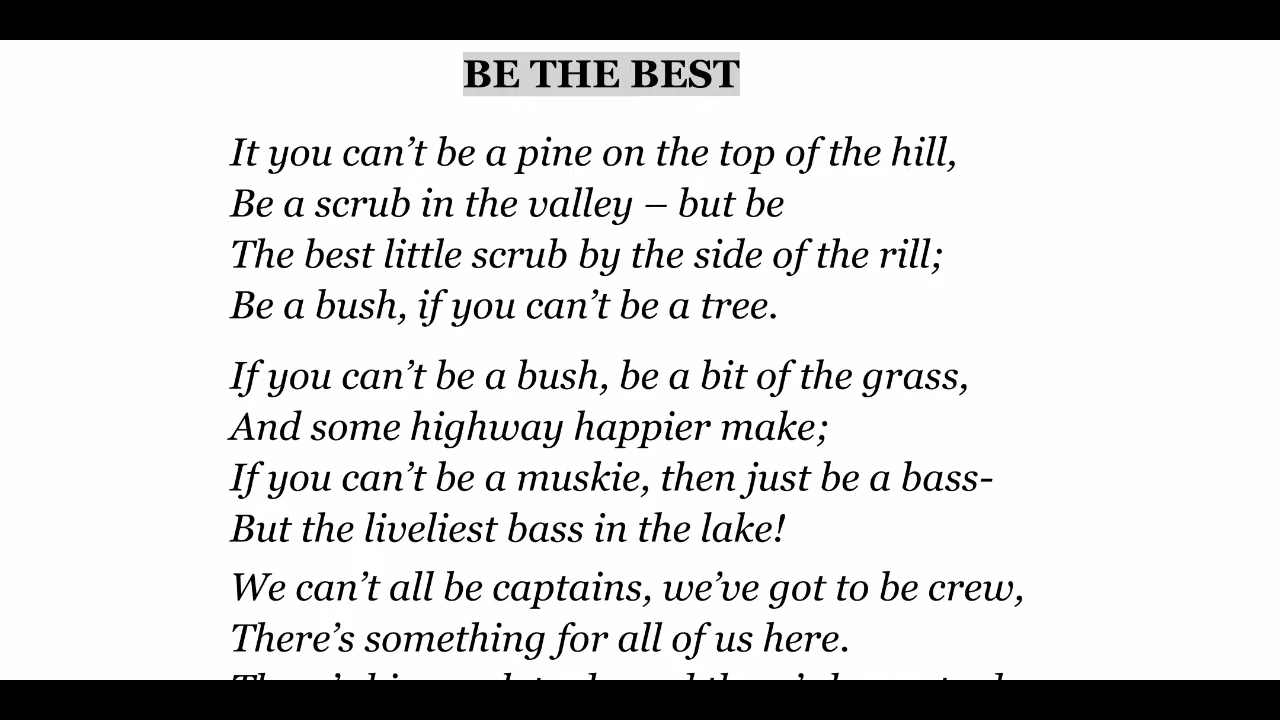 BE THE BEST
It you can’t be a pine on the top of the hill,
Be a scrub in the valley – but be
The best little scrub by the side of the rill;
Be a bush, if you can’t be a tree.
If you can’t be a bush, be a bit of the grass,
And some highway happier make;
If you can’t be a muskie, then just be a bass-
But the liveliest bass in the lake!
We can’t all be captains, we’ve got to be crew,
There’s something for all of us here.